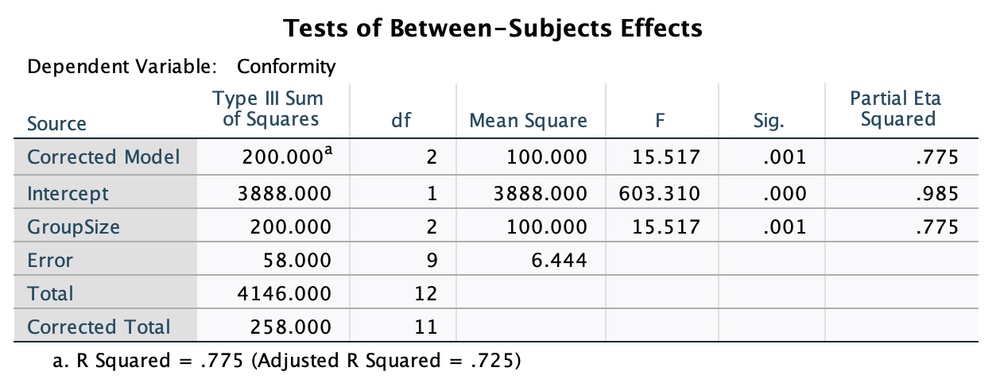 Tests of Between-Subjects Effects
Dependent Variable: Conformity
Source Type III Sum of Squares df Mean Square F Sig. Partial Eta Squared
Corrected Model 200.000a 2 100.000 15.517 .001 .775
Intercept 3888.000 1 3888.000 603.310 .000 .985
GroupSize 200.000 2 100.000 15.517 .001 .775
Error 58.000 9 6.444
Total 4146.000 12
Corrected Total 258.000 11
a. R Squared = .775 (Adjusted R Squared = .725)